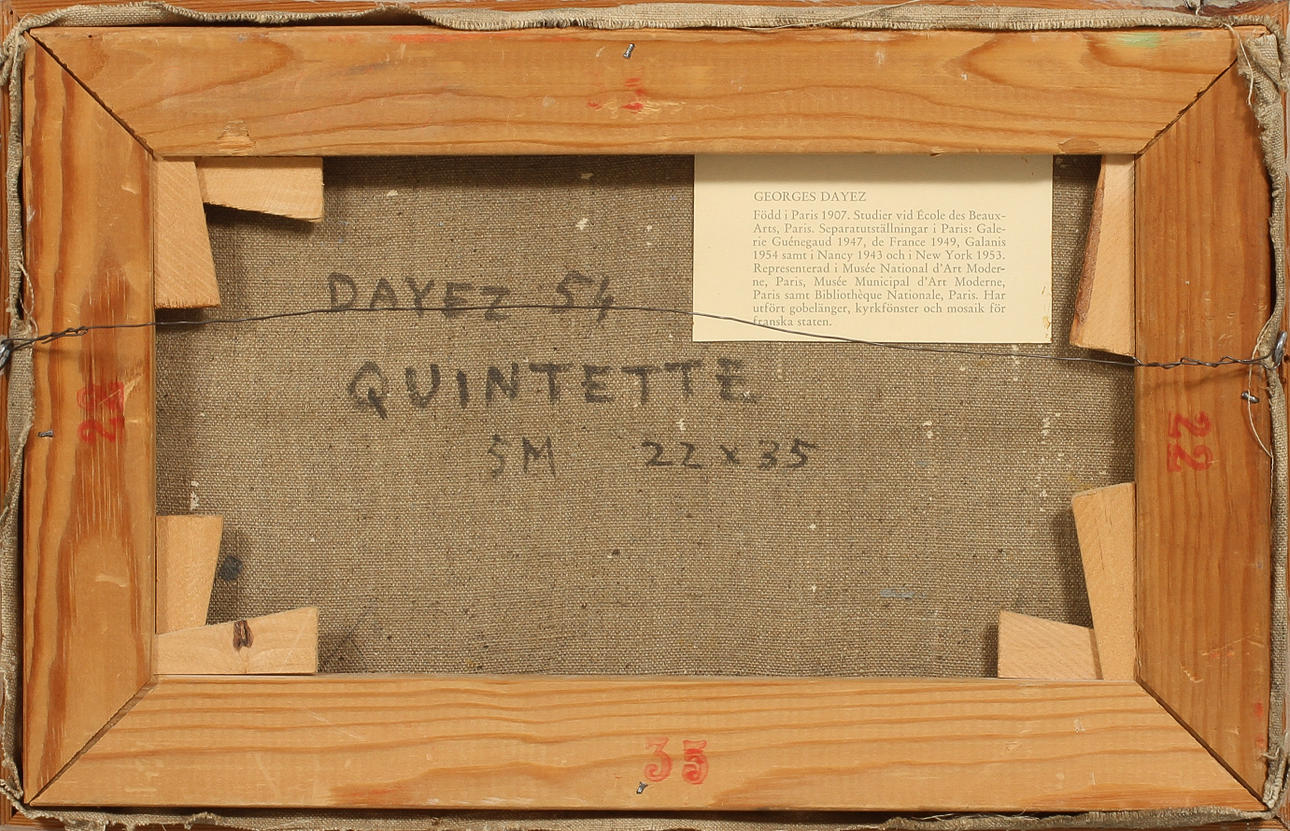 GEORGES DAYEZ
Född i Paris 1907. Studier vid École des Beaux-
Arts, Paris. Separatutställningar i Paris: Gale-
rie Guénegaud 1947, de France 1949, Galanis
1954 samt i Nancy 1943 och i New York 1953.
Representerad i Musée National d'Art Moder-
ne, Paris, Musée Municipal d'Art Moderne,
Paris samt Bibliothèque Nationale, Paris. Har
utfört gobelänger, kyrkfönster och mosaik för
franska staten.
DAYEZ 54
QUINTETTE
5M 22 x 35
22
35